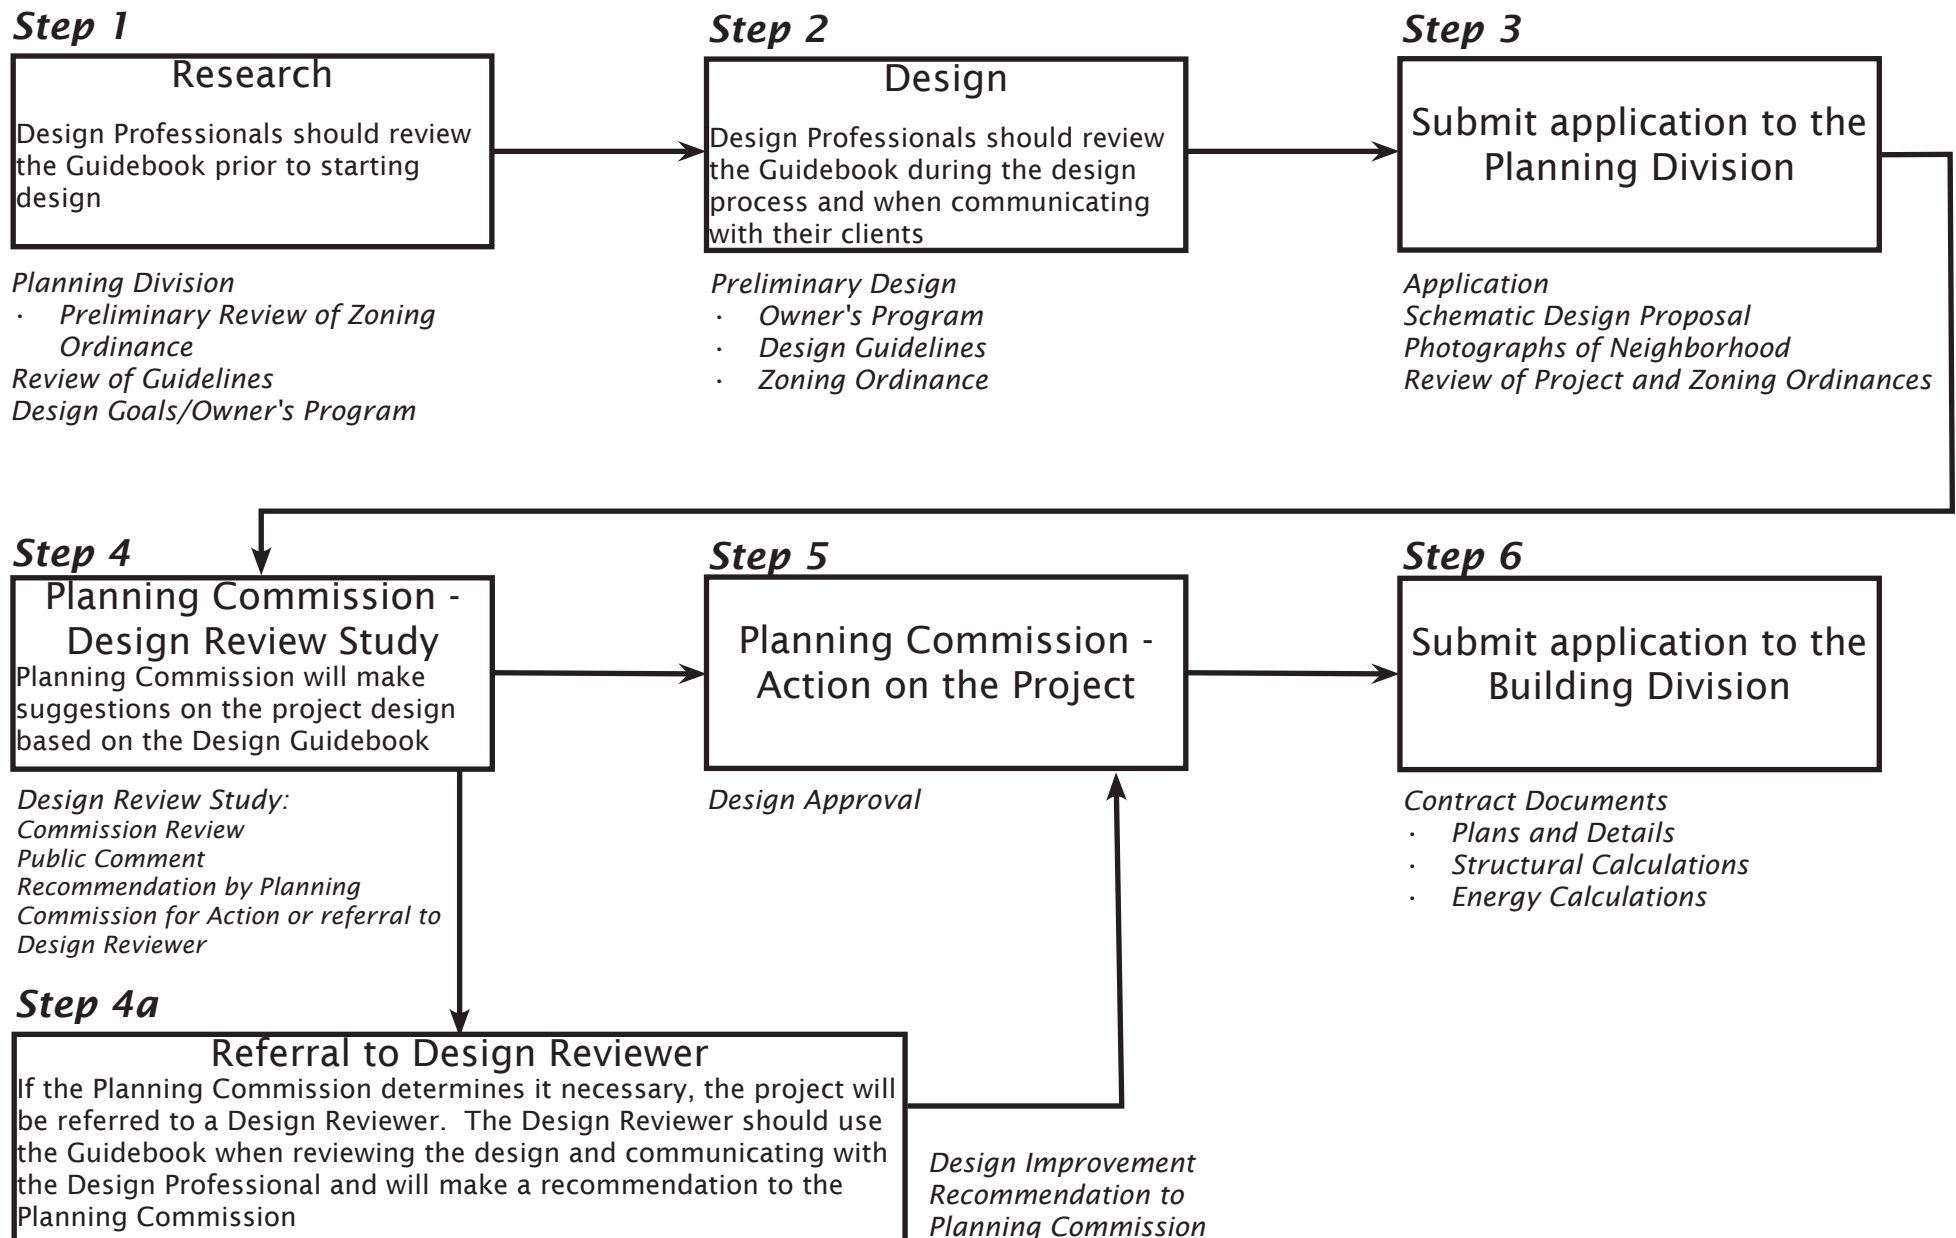 Step 1
Research
Design Professionals should review
the Guidebook prior to starting
design
Planning Division
· Preliminary Review of Zoning
Ordinance
Review of Guidelines
Design Goals/Owner's Program
Step 2
Design
Design Professionals should review
the Guidebook during the design
process and when communicating
with their clients
Preliminary Design
· Owner's Program
· Design Guidelines
· Zoning Ordinance
Step 3
Submit application to the
Planning Division
Application
Schematic Design Proposal
Photographs of Neighborhood
Review of Project and Zoning Ordinances
Step 4
Planning Commission -
Design Review Study
Planning Commission will make
suggestions on the project design
based on the Design Guidebook
Design Review Study:
Commission Review
Public Comment
Recommendation by Planning
Commission for Action or referral to
Design Reviewer
Step 4a
Referral to Design Reviewer
If the Planning Commission determines it necessary, the project will
be referred to a Design Reviewer.  The Design Reviewer should use
the Guidebook when reviewing the design and communicating with
the Design Professional and will make a recommendation to the
Planning Commission
Design Improvement
Recommendation to
Planning Commission
Step 5
Planning Commission -
Action on the Project
Design Approval
Step 6
Submit application to the
Building Division
Contract Documents
· Plans and Details
· Structural Calculations
· Energy Calculations